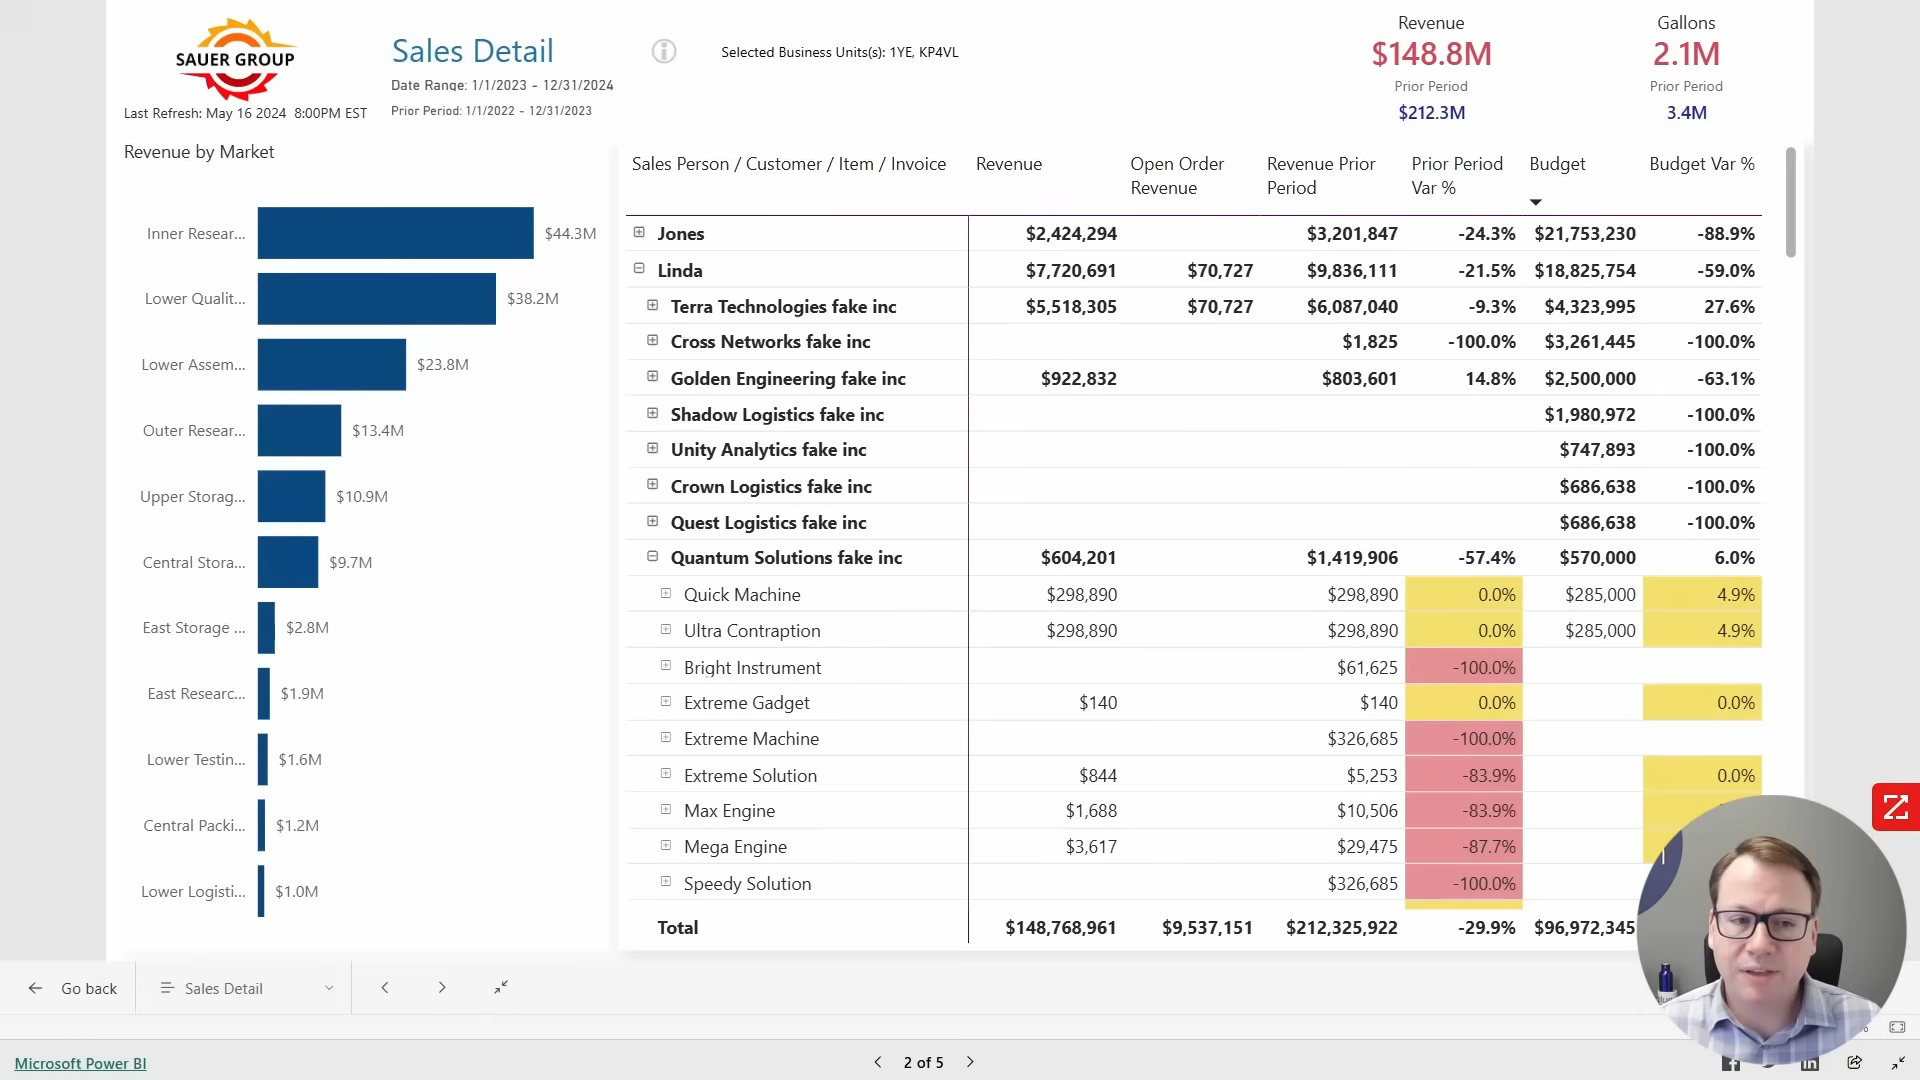 SAUER GROUP
Last Refresh: May 16 2024 8:00PM EST
Sales Detail
Date Range: 1/1/2023 - 12/31/2024
Prior Period: 1/1/2022 - 12/31/2023
Selected Business Units(s): 1YE, KP4VL
Revenue
$148.8M
Prior Period
$212.3M
Gallons
2.1M
Prior Period
3.4M
Revenue by Market
Inner Resear... $44.3M
Lower Qualit... $38.2M
Lower Assem... $23.8M
Outer Resear... $13.4M
Upper Storag... $10.9M
Central Stora... $9.7M
East Storage ... $2.8M
East Researc... $1.9M
Lower Testin... $1.6M
Central Packi... $1.2M
Lower Logisti... $1.0M
Sales Person / Customer / Item / Invoice Revenue Open Order Revenue Revenue Prior Period Prior Period Var % Budget Budget Var %
Jones $2,424,294 $3,201,847 -24.3% $21,753,230 -88.9%
Linda $7,720,691 $70,727 $9,836,111 -21.5% $18,825,754 -59.0%
Terra Technologies fake inc $5,518,305 $70,727 $6,087,040 -9.3% $4,323,995 27.6%
Cross Networks fake inc $1,825 -100.0% $3,261,445 -100.0%
Golden Engineering fake inc $922,832 $803,601 14.8% $2,500,000 -63.1%
Shadow Logistics fake inc $1,980,972 -100.0%
Unity Analytics fake inc $747,893 -100.0%
Crown Logistics fake inc $686,638 -100.0%
Quest Logistics fake inc $686,638 -100.0%
Quantum Solutions fake inc $604,201 $1,419,906 -57.4% $570,000 6.0%
Quick Machine $298,890 $298,890 0.0% $285,000 4.9%
Ultra Contraption $298,890 $298,890 0.0% $285,000 4.9%
Bright Instrument $61,625 -100.0%
Extreme Gadget $140 $140 0.0% 0.0%
Extreme Machine $326,685 -100.0%
Extreme Solution $844 $5,253 -83.9% 0.0%
Max Engine $1,688 $10,506 -83.9%
Mega Engine $3,617 $29,475 -87.7%
Speedy Solution $326,685 -100.0%
Total $148,768,961 $9,537,151 $212,325,922 -29.9% $96,972,345
Go back
Sales Detail
Microsoft Power BI
2 of 5